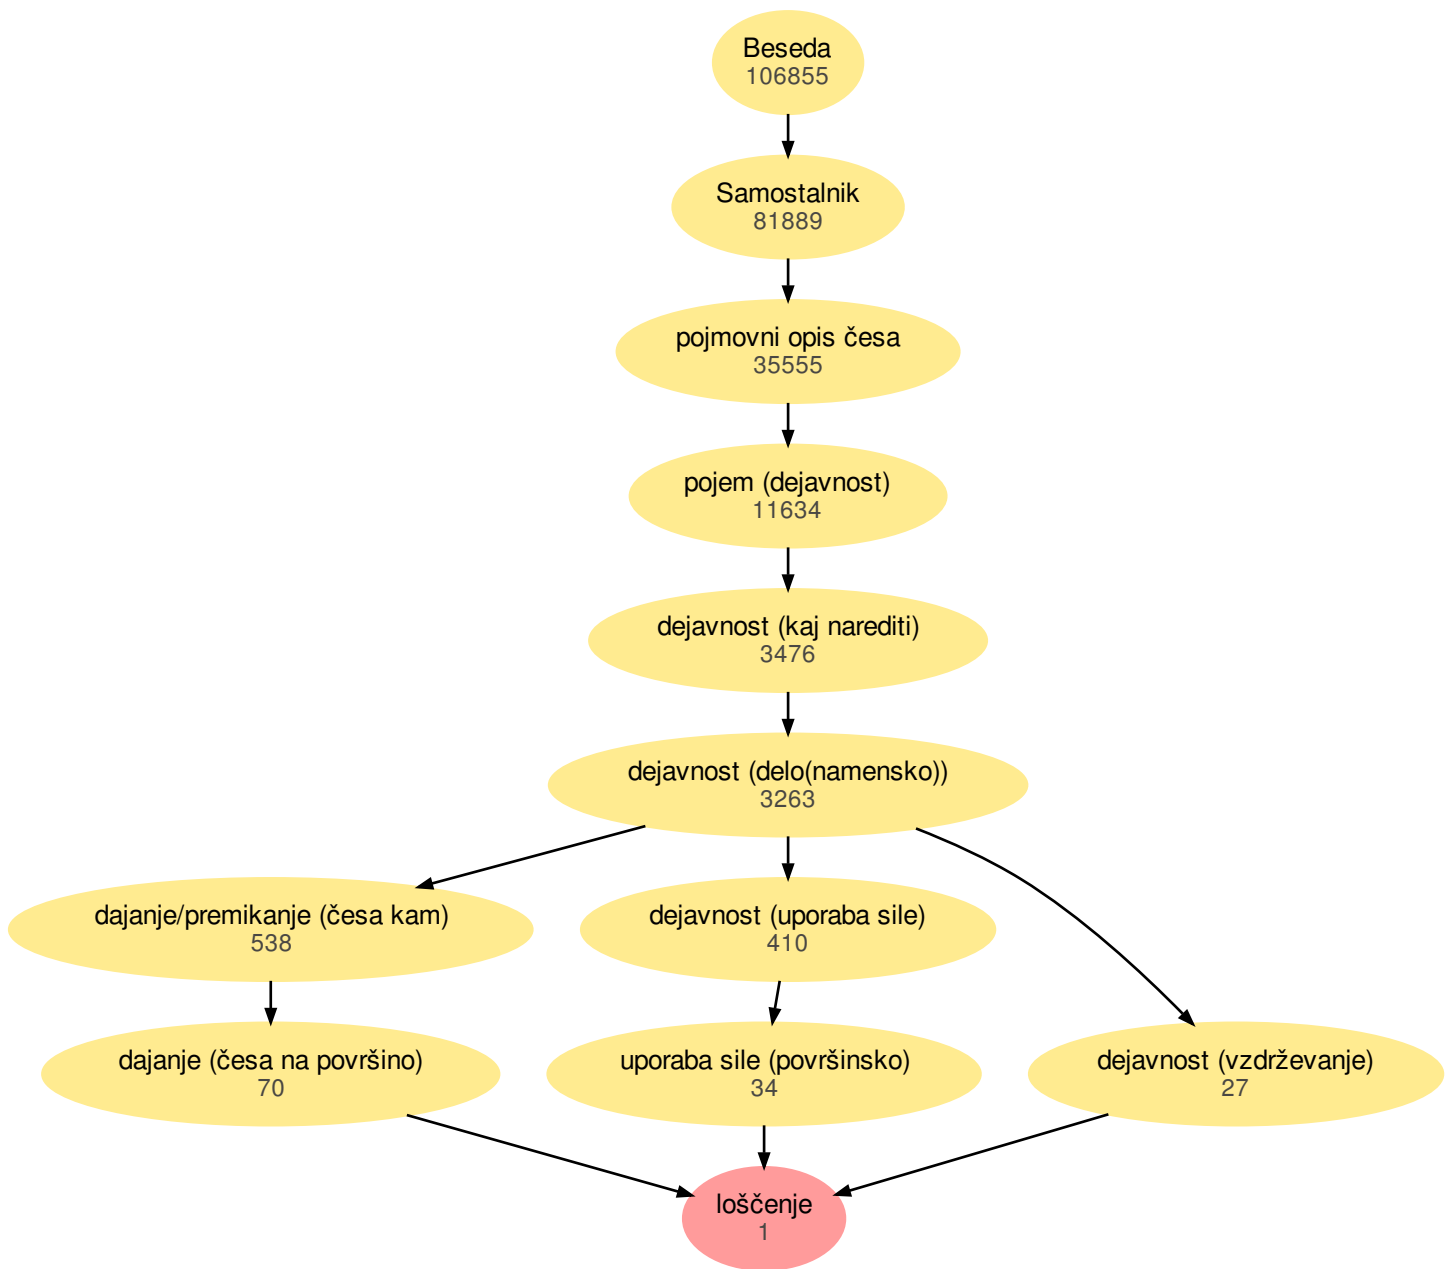 Beseda
106855
Samostalnik
81889
pojmovni opis česa
35555
pojem (dejavnost)
11634
dejavnost (kaj narediti)
3476
dejavnost (delo(namensko))
3263
dajanje/premikanje (česa kam)
538
dejavnost (uporaba sile)
410
dajanje (česa na površino)
70
uporaba sile (površinsko)
34
dejavnost (vzdrževanje)
27
loščenje
1